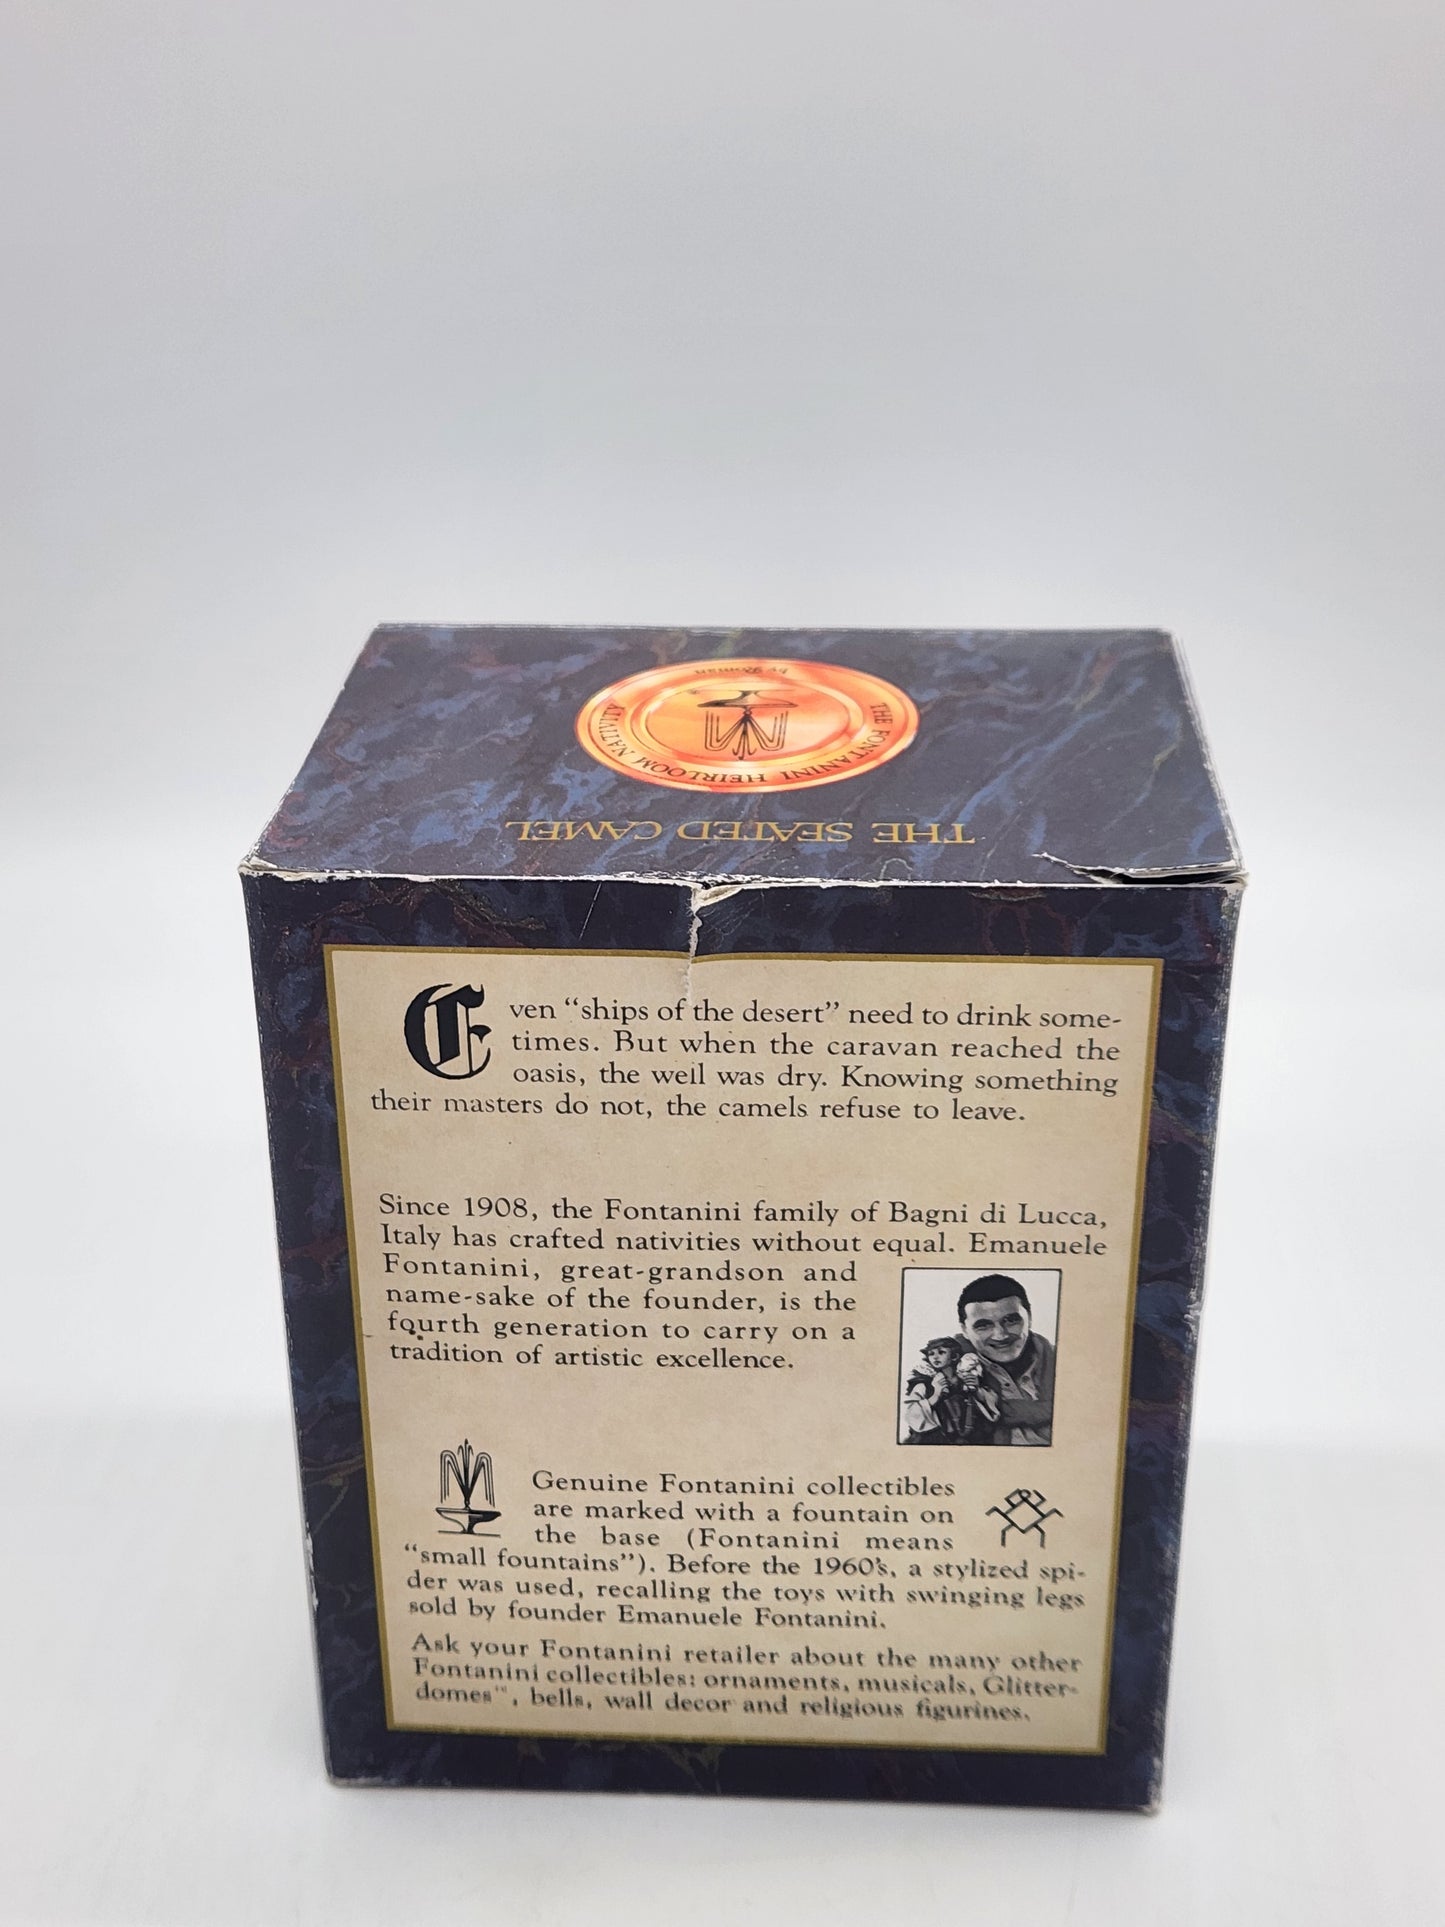 by Roman
THE FONTANINI HEIRLOOM NATIVITY
THE SEATED CAMEL
Even “ships of the desert” need to drink some-
times. But when the caravan reached the
oasis, the well was dry. Knowing something
their masters do not, the camels refuse to leave.
Since 1908, the Fontanini family of Bagni di Lucca,
Italy has crafted nativities without equal. Emanuele
Fontanini, great-grandson and
name-sake of the founder, is the
fourth generation to carry on a
tradition of artistic excellence.
Genuine Fontanini collectibles
are marked with a fountain on
the base (Fontanini means
“small fountains”). Before the 1960’s, a stylized spi-
der was used, recalling the toys with swinging legs
sold by founder Emanuele Fontanini.
Ask your Fontanini retailer about the many other
Fontanini collectibles: ornaments, musicals, Glitter-
domes™, bells, wall decor and religious figurines.